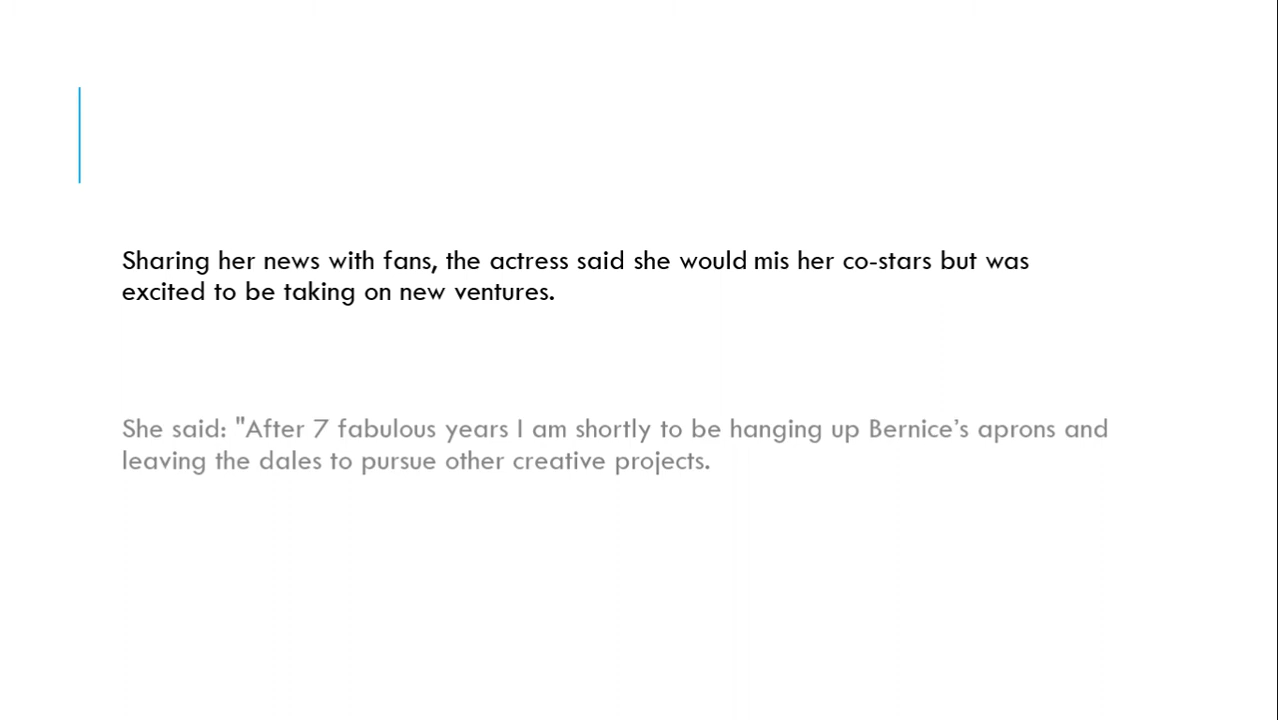 Sharing her news with fans, the actress said she would mis her co-stars but was
excited to be taking on new ventures.
She said: "After 7 fabulous years I am shortly to be hanging up Bernice’s aprons and
leaving the dales to pursue other creative projects.